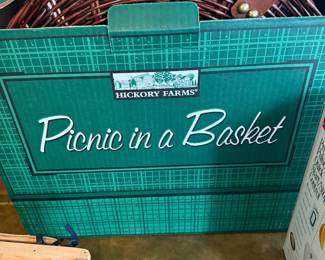 HICKORY FARMS®
Picnic in a Basket